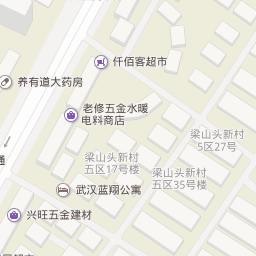 仟佰客超市
养有道大药房
老修五金水暖
电料商店
梁山头新村
5区27号
通
梁山头新村
五区17号楼
梁山头新村
五区35号楼
武汉蓝翔公寓
兴旺五金建材